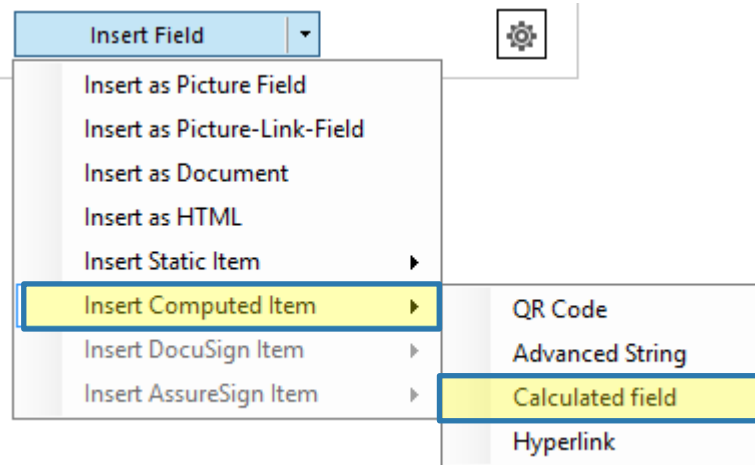 Insert Field
Insert as Picture Field
Insert as Picture-Link-Field
Insert as Document
Insert as HTML
Insert Static Item
Insert Computed Item
Insert DocuSign Item
Insert AssureSign Item
QR Code
Advanced String
Calculated field
Hyperlink